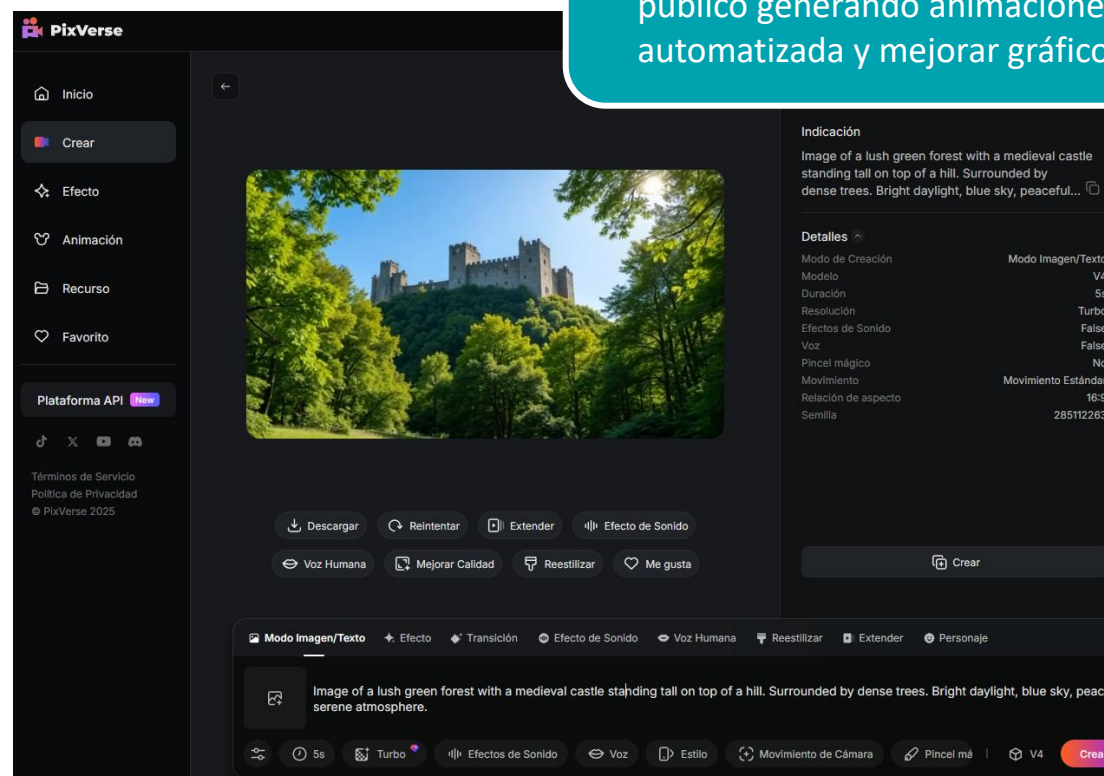 público generando animacione
automatizada y mejorar gráfico
PixVerse
Inicio
Crear
Efecto
Animación
Recurso
Favorito
Plataforma API New
Términos de Servicio
Política de Privacidad
© PixVerse 2025
Descargar
Reintentar
Extender
Efecto de Sonido
Voz Humana
Mejorar Calidad
Reestilizar
Me gusta
Indicación
Image of a lush green forest with a medieval castle
standing tall on top of a hill. Surrounded by
dense trees. Bright daylight, blue sky, peaceful...
Detalles
Modo de Creación Modo Imagen/Texto
Modelo V4
Duración 5s
Resolución Turbo
Efectos de Sonido False
Voz False
Pincel mágico No
Movimiento Movimiento Estándar
Relación de aspecto 16:9
Semilla 285112263
Crear
Modo Imagen/Texto Efecto Transición Efecto de Sonido Voz Humana Reestilizar Extender Personaje
Image of a lush green forest with a medieval castle standing tall on top of a hill. Surrounded by dense trees. Bright daylight, blue sky, peac
serene atmosphere.
5s Turbo Efectos de Sonido Voz Estilo Movimiento de Cámara Pincel má V4 Crea